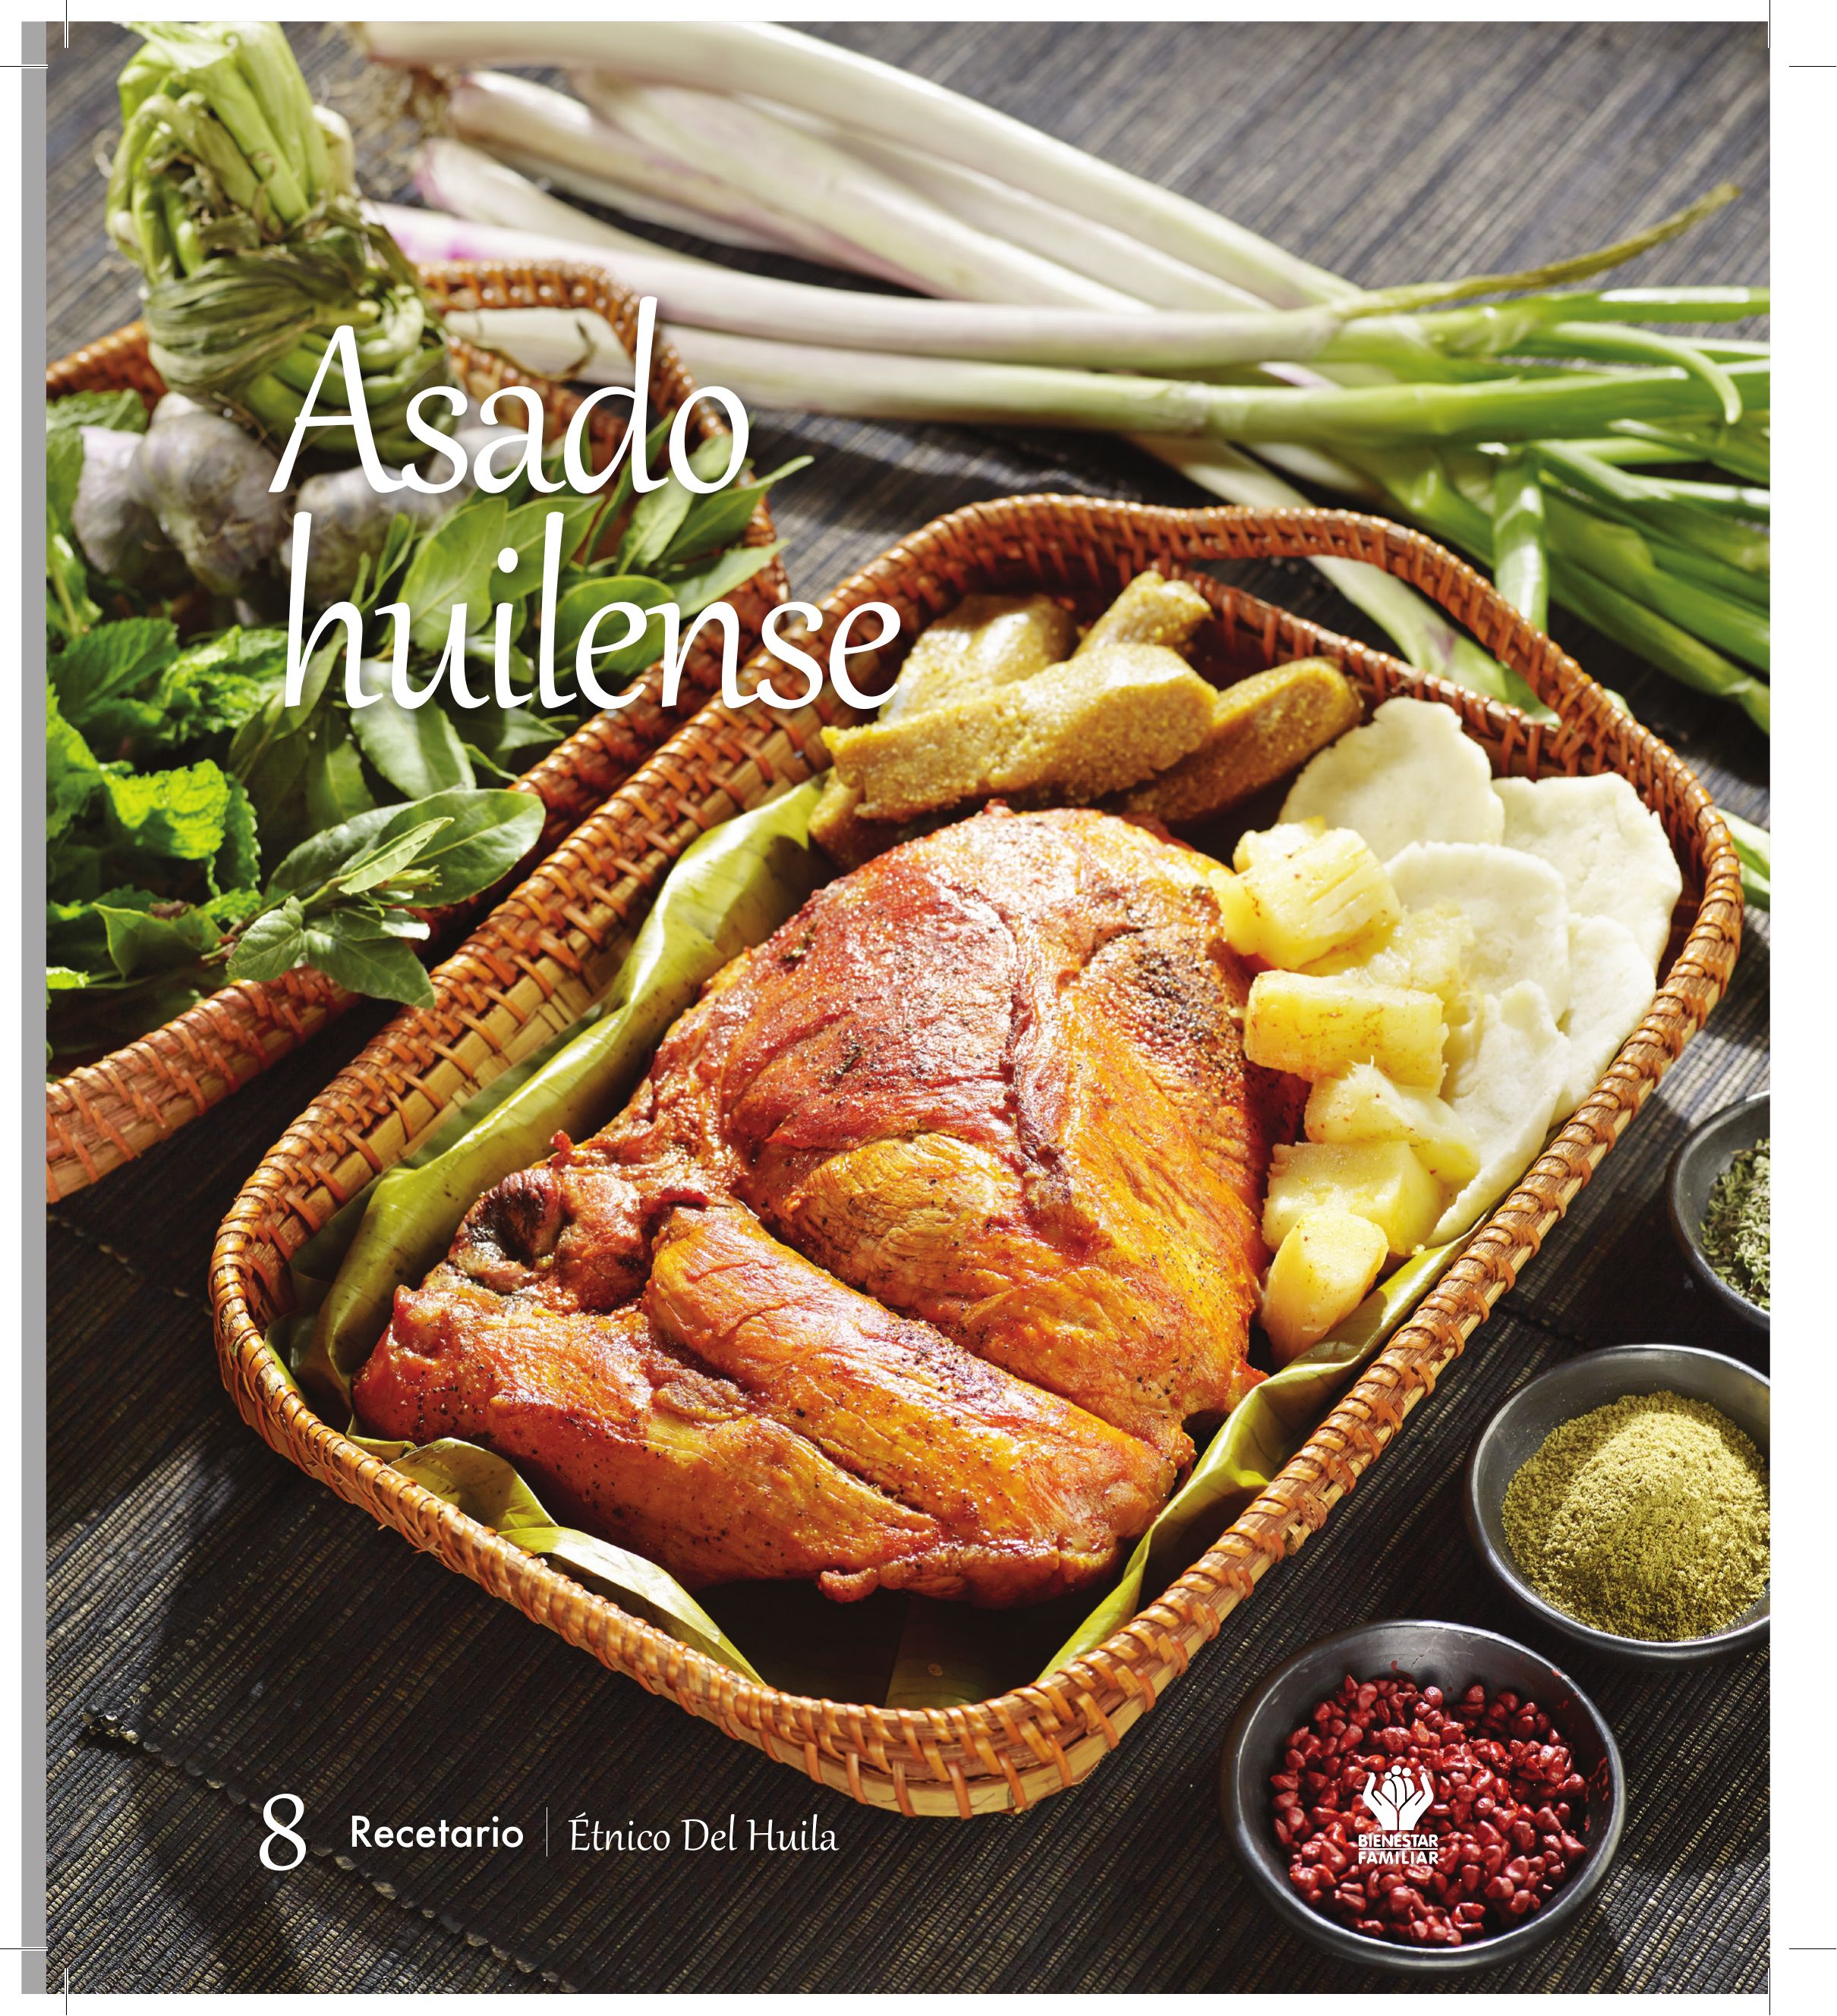 Asado
huilense
8 Recetario | Étnico Del Huila
BIENESTAR
FAMILIAR